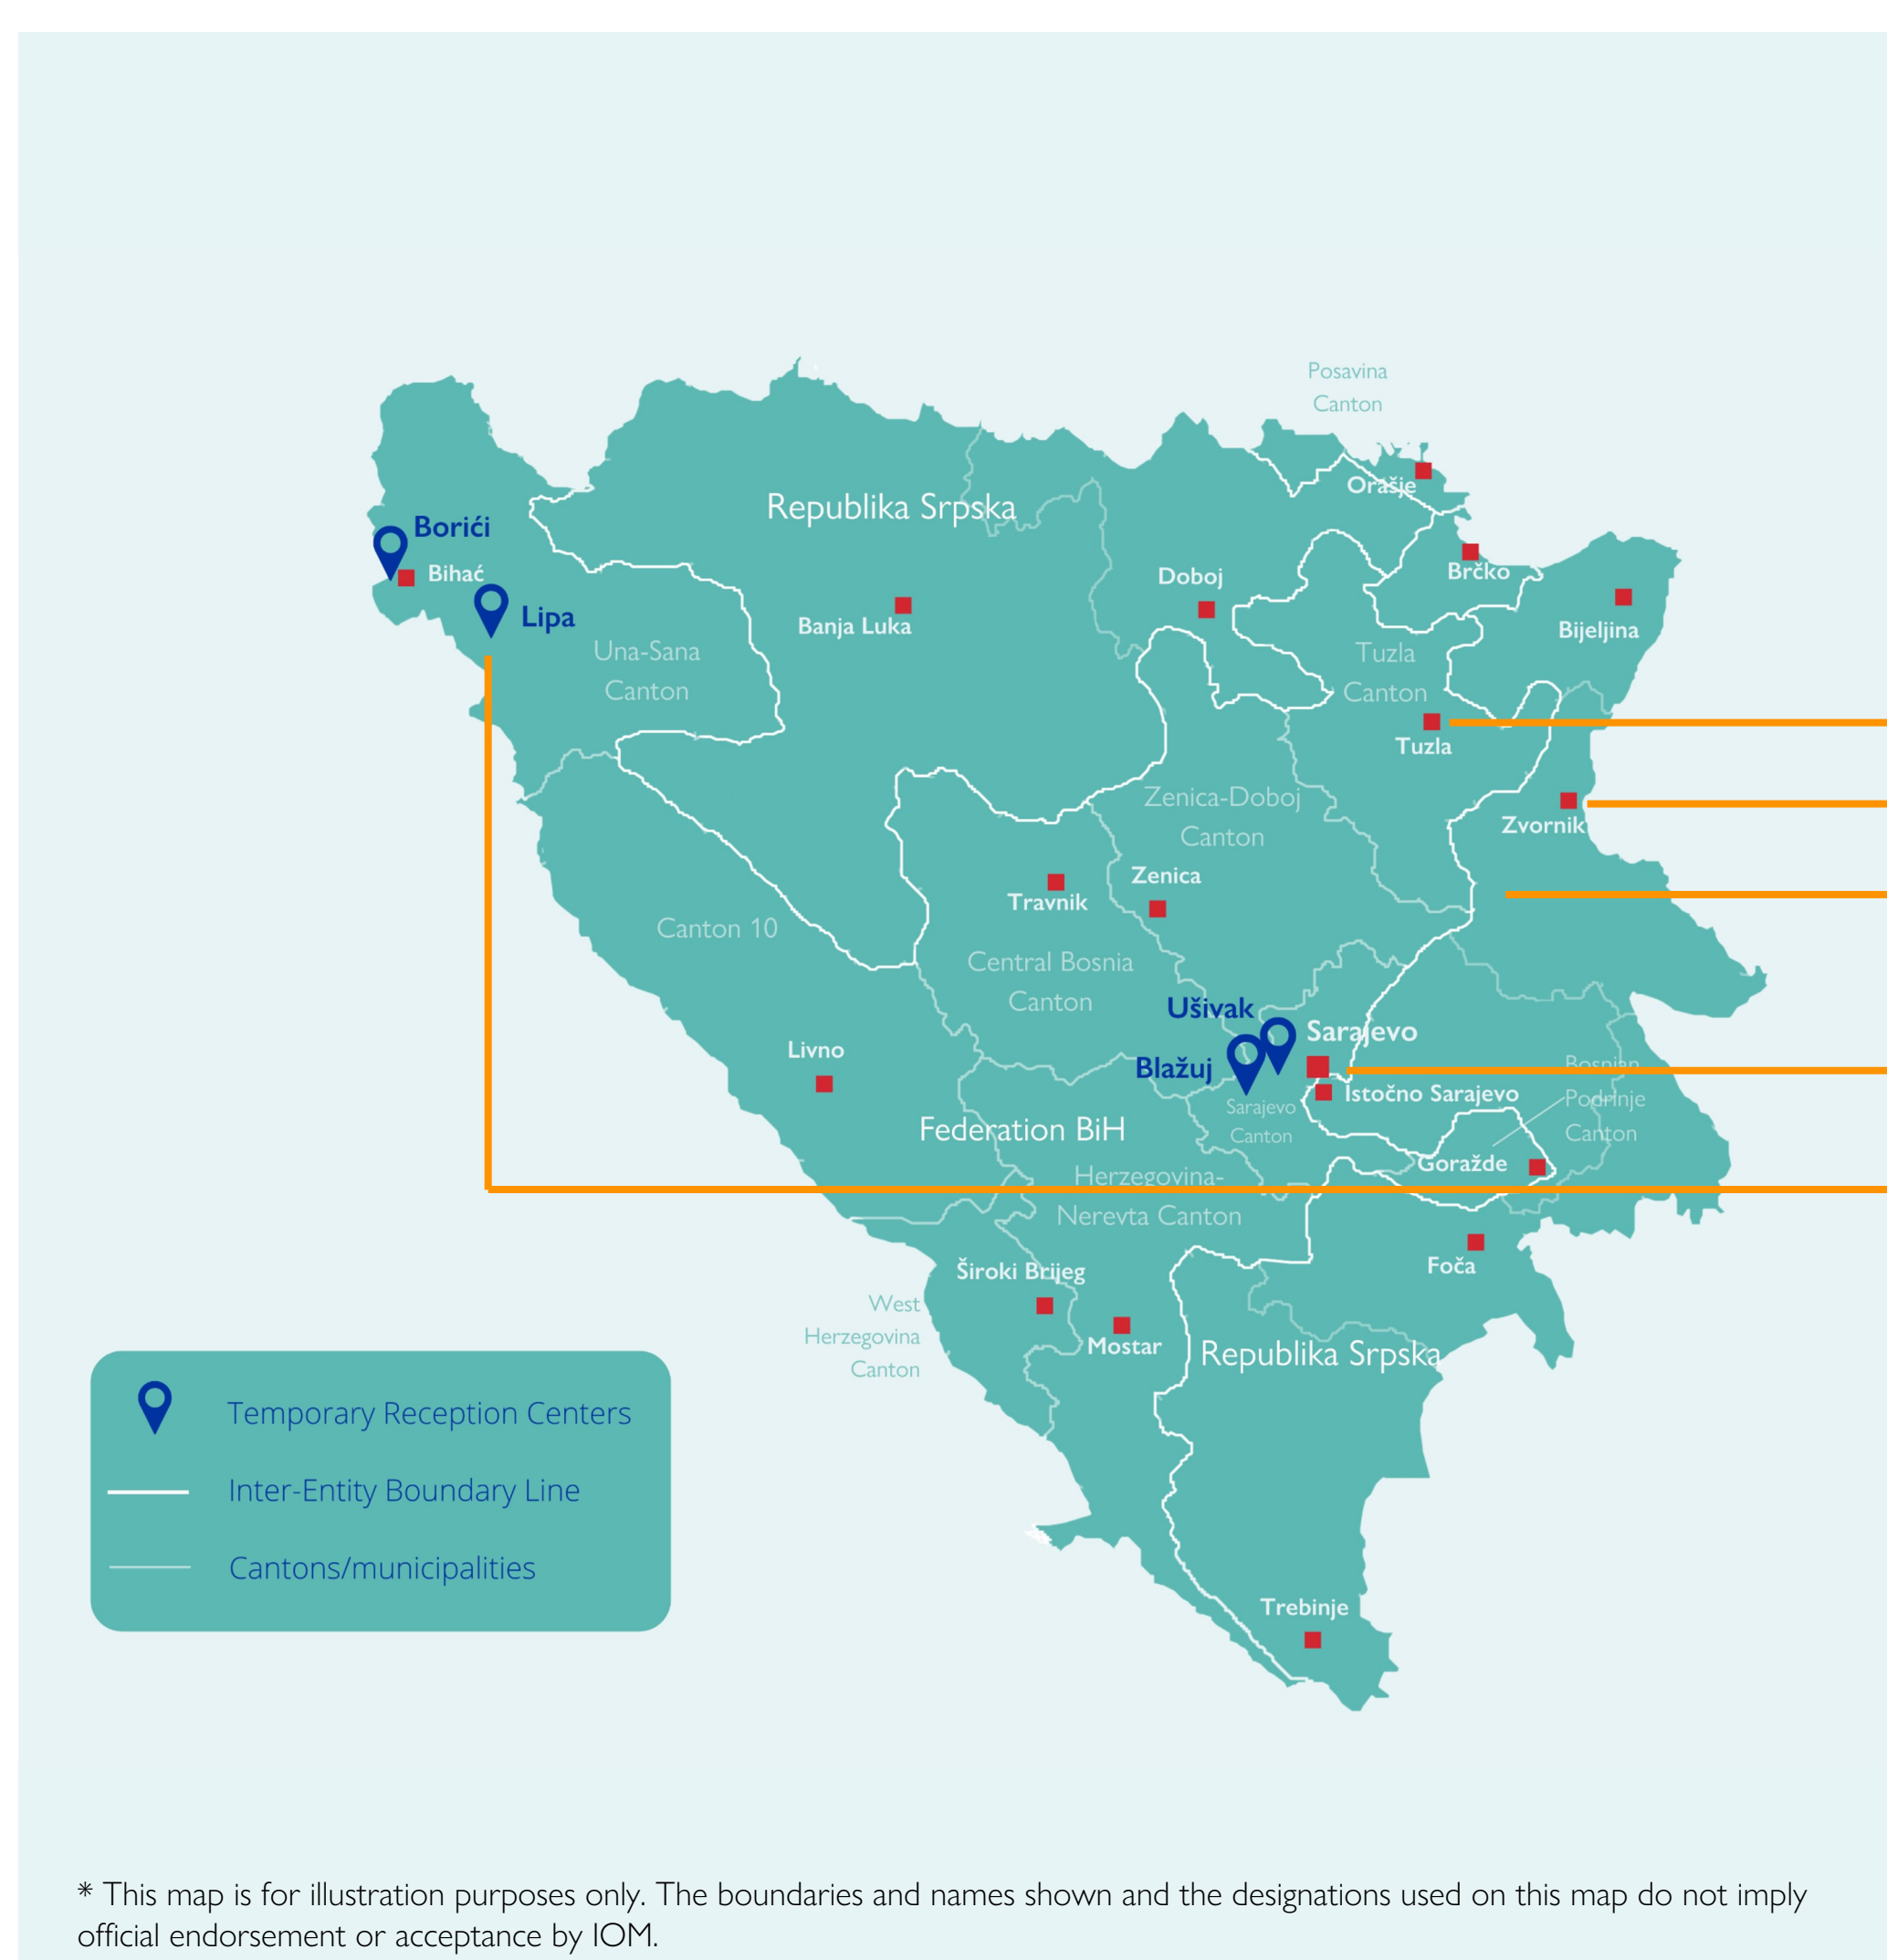 Posavina
Canton
Orašje
Republika Srpska
Borići
Bihać
Brčko
Doboj
Lipa
Banja Luka
Bijeljina
Una-Sana
Canton
Tuzla
Canton
Tuzla
Zenica-Doboj
Canton
Zvornik
Zenica
Travnik
Canton 10
Central Bosnia
Canton
Ušivak
Sarajevo
Livno
Blažuj
Bosnian
Podrinje
Canton
Istočno Sarajevo
Sarajevo
Canton
Federation BiH
Goražde
Herzegovina-
Nerevta Canton
Foča
Široki Brijeg
West
Herzegovina
Canton
Mostar
Republika Srpska
Temporary Reception Centers
Inter-Entity Boundary Line
Cantons/municipalities
Trebinje
* This map is for illustration purposes only. The boundaries and names shown and the designations used on this map do not imply
official endorsement or acceptance by IOM.